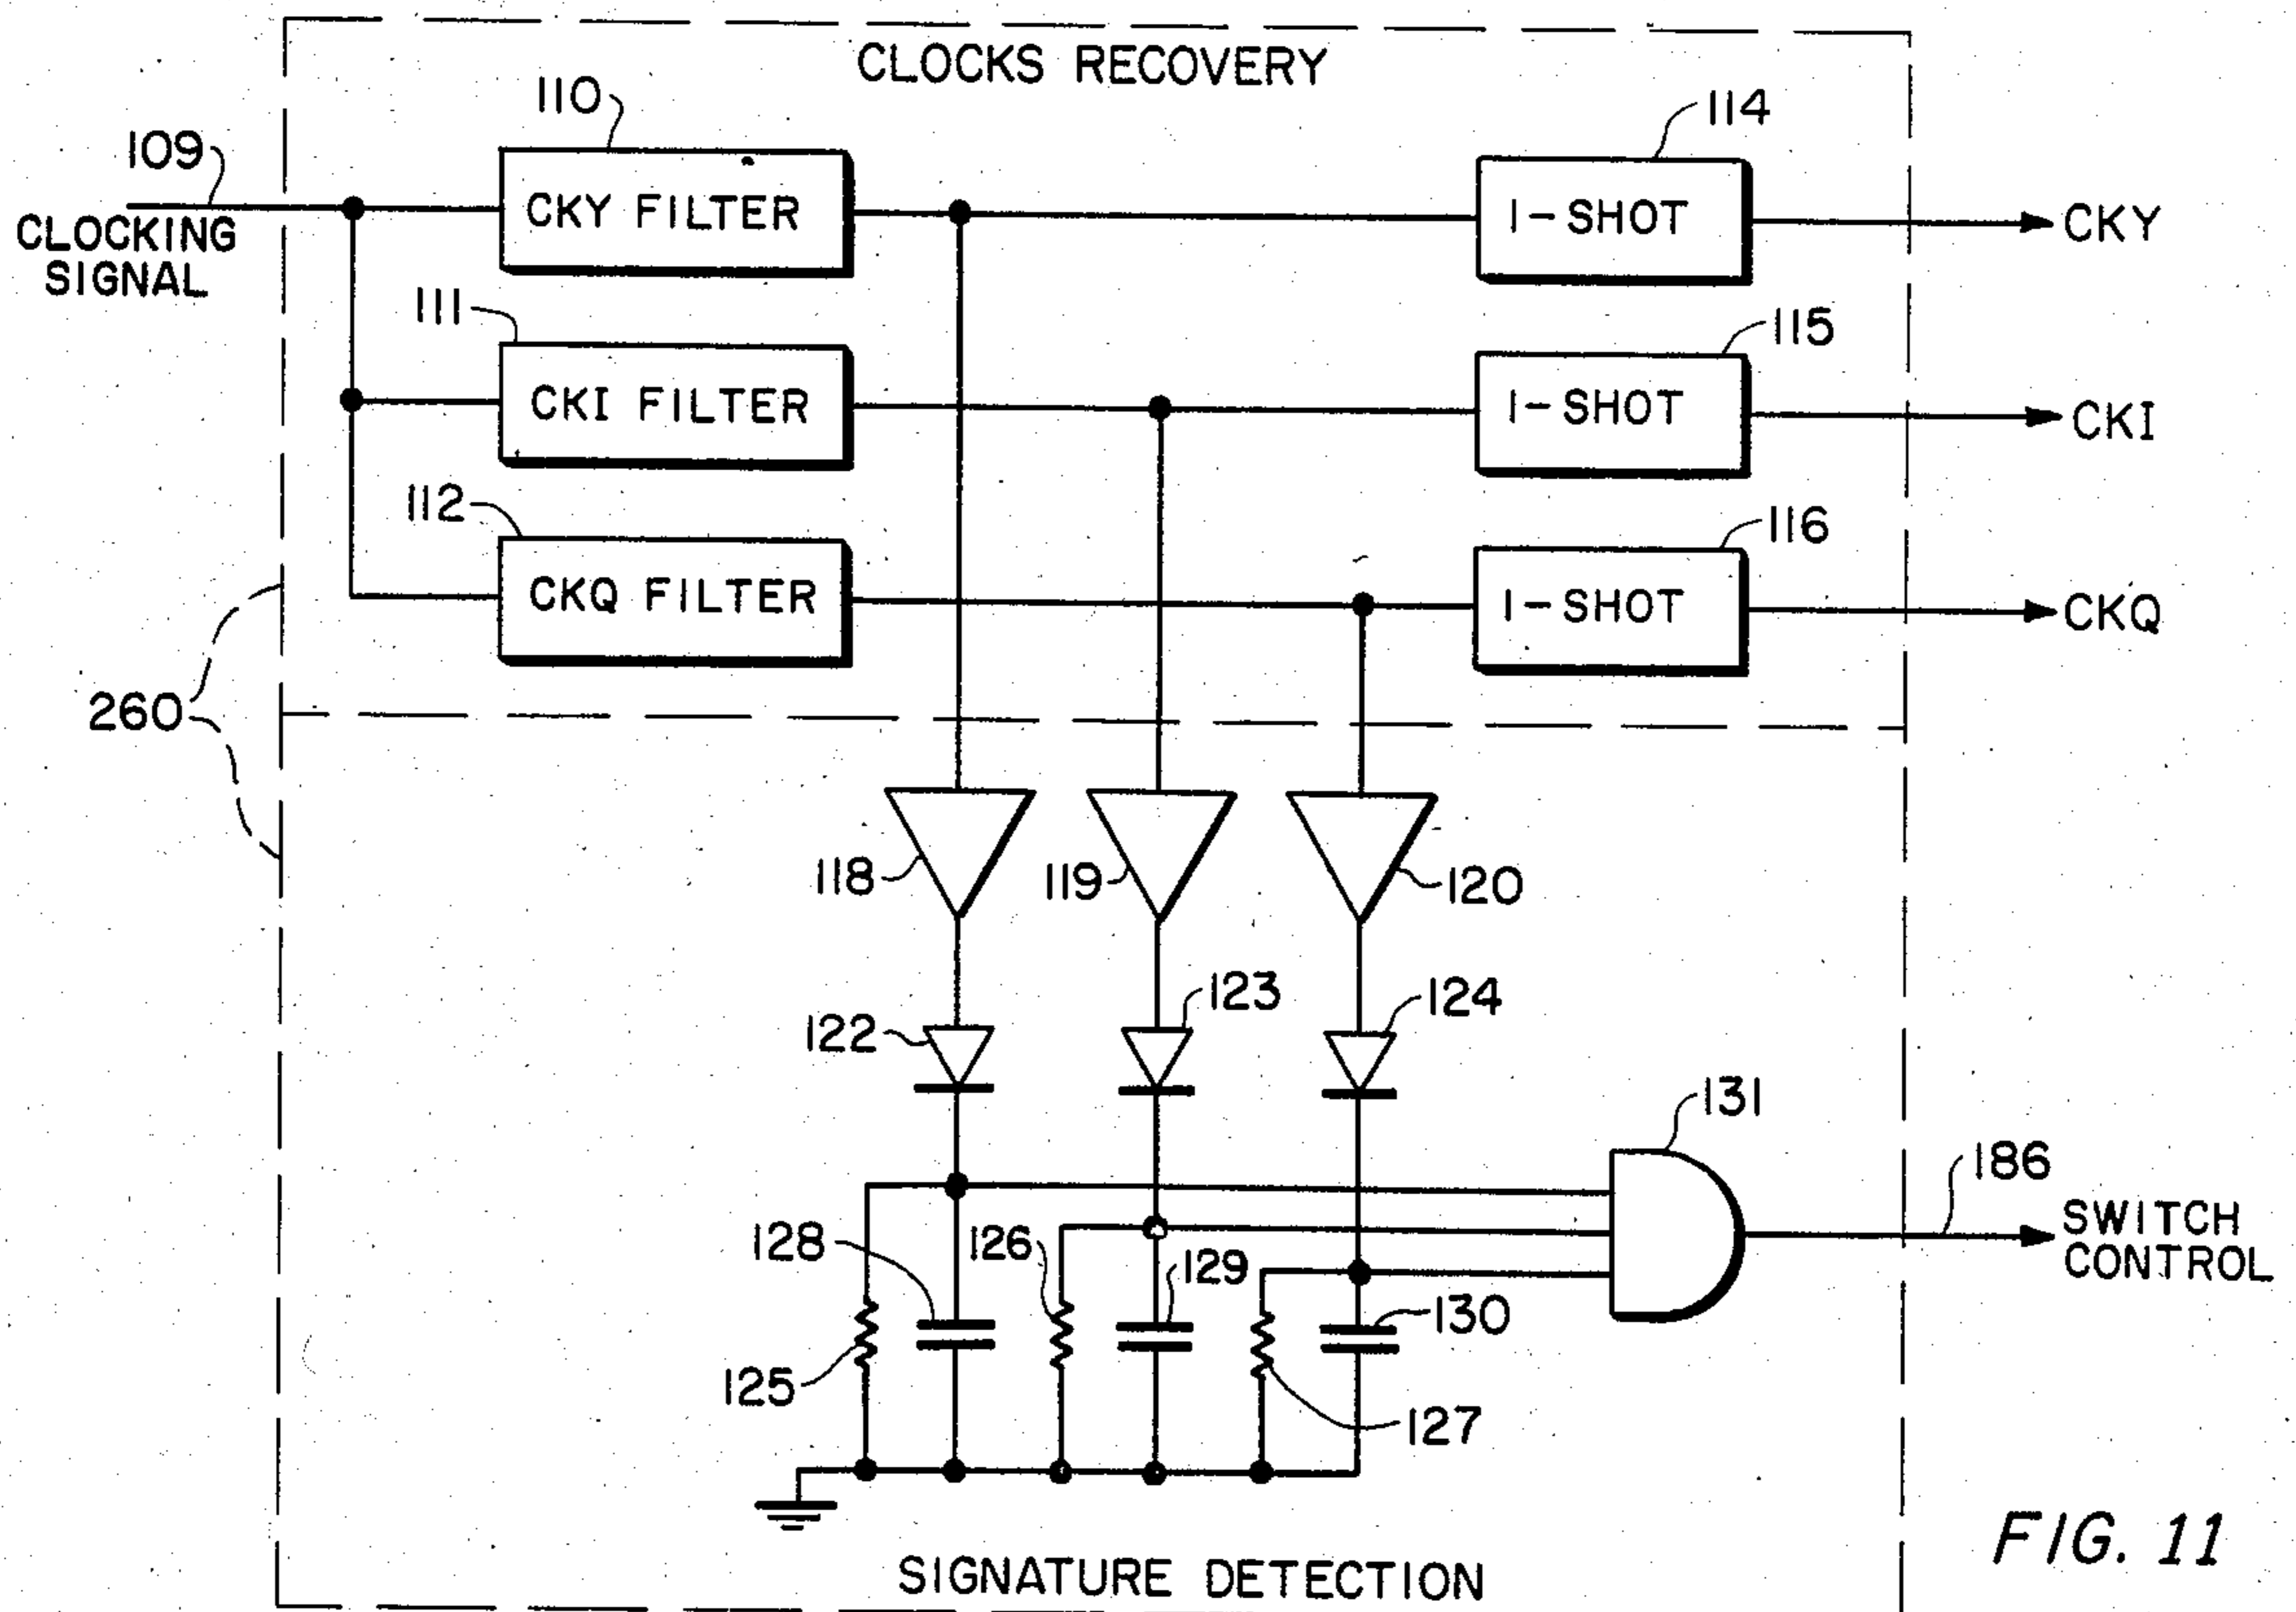 CLOCKS RECOVERY
110
114
109
CLOCKING
SIGNAL
CKY FILTER
1-SHOT
CKY
111
115
CKI FILTER
1-SHOT
CKI
112
116
CKQ FILTER
1-SHOT
CKQ
260
118
119
120
122
123
124
131
186
SWITCH
CONTROL
128
126
129
130
125
127
SIGNATURE DETECTION
FIG. 11